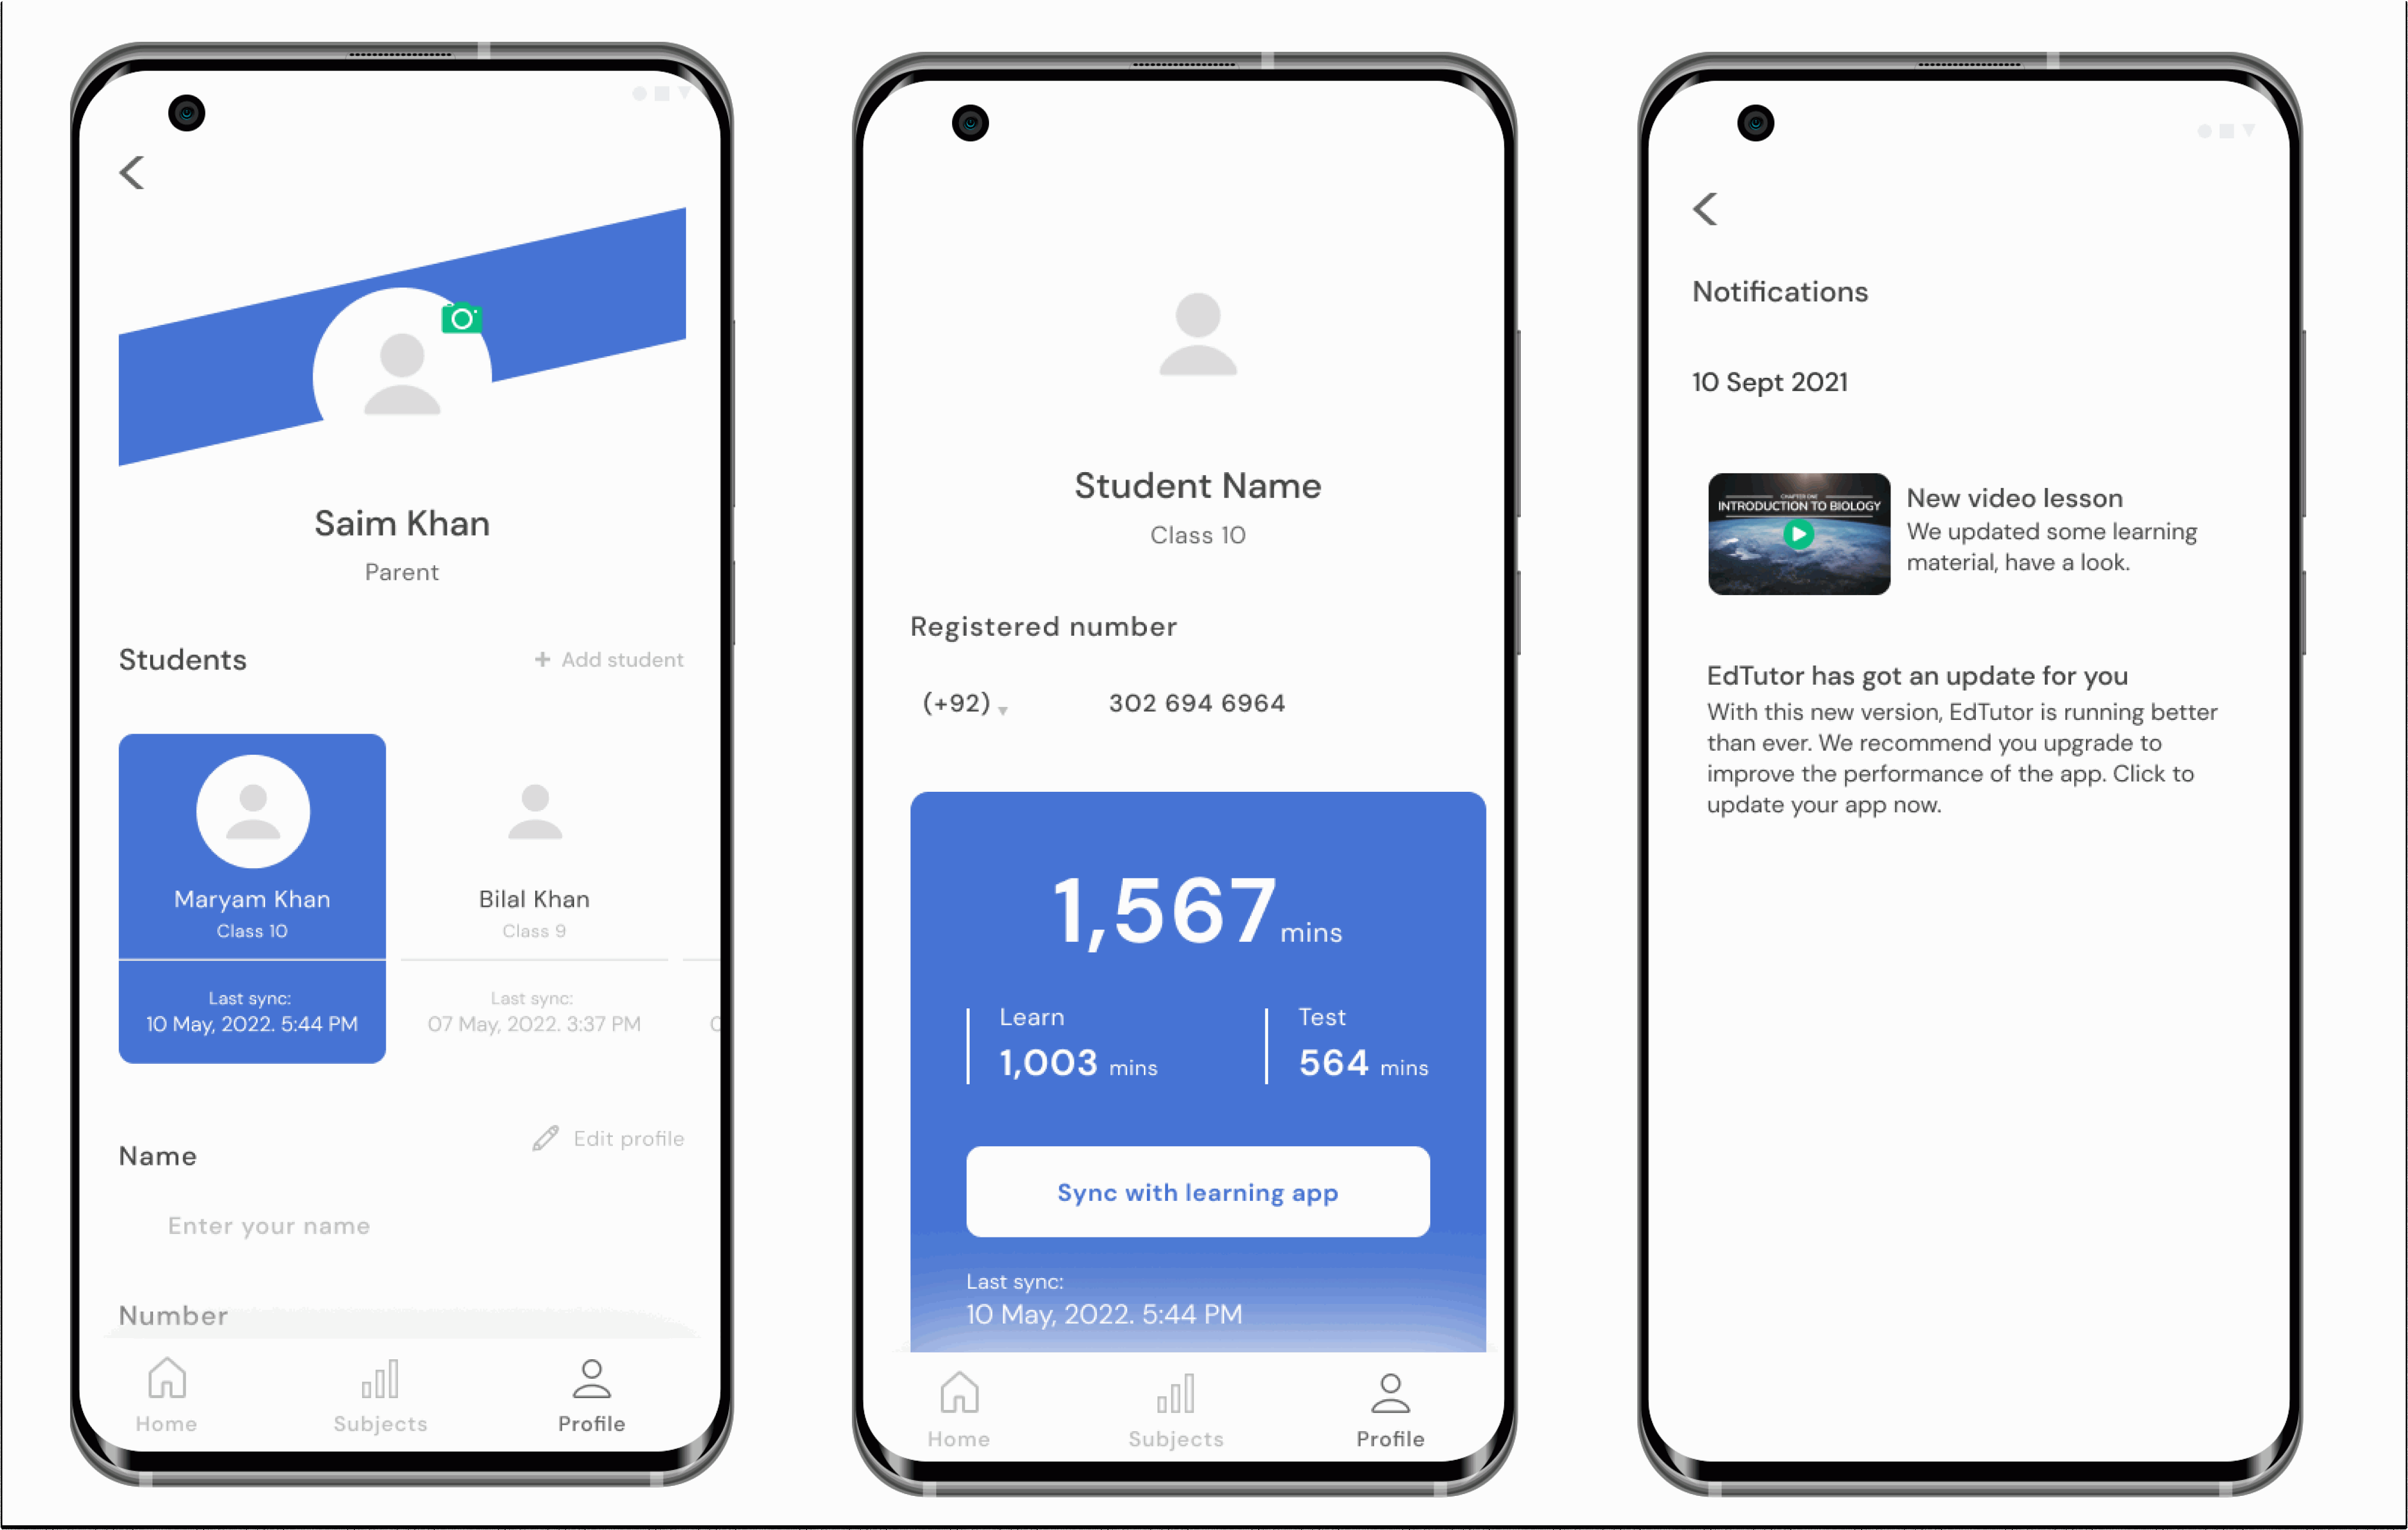 Saim Khan
Parent
Students
+ Add student
Maryam Khan
Class 10
Last sync:
10 May, 2022. 5:44 PM
Bilal Khan
Class 9
Last sync:
07 May, 2022. 3:37 PM
Edit profile
Name
Enter your name
Number
Home
Subjects
Profile
Student Name
Class 10
Registered number
(+92)
302 694 6964
1,567 mins
Learn
1,003 mins
Test
564 mins
Sync with learning app
Last sync:
10 May, 2022. 5:44 PM
Home
Subjects
Profile
Notifications
10 Sept 2021
CHAPTER ONE
INTRODUCTION TO BIOLOGY
New video lesson
We updated some learning
material, have a look.
EdTutor has got an update for you
With this new version, EdTutor is running better
than ever. We recommend you upgrade to
improve the performance of the app. Click to
update your app now.